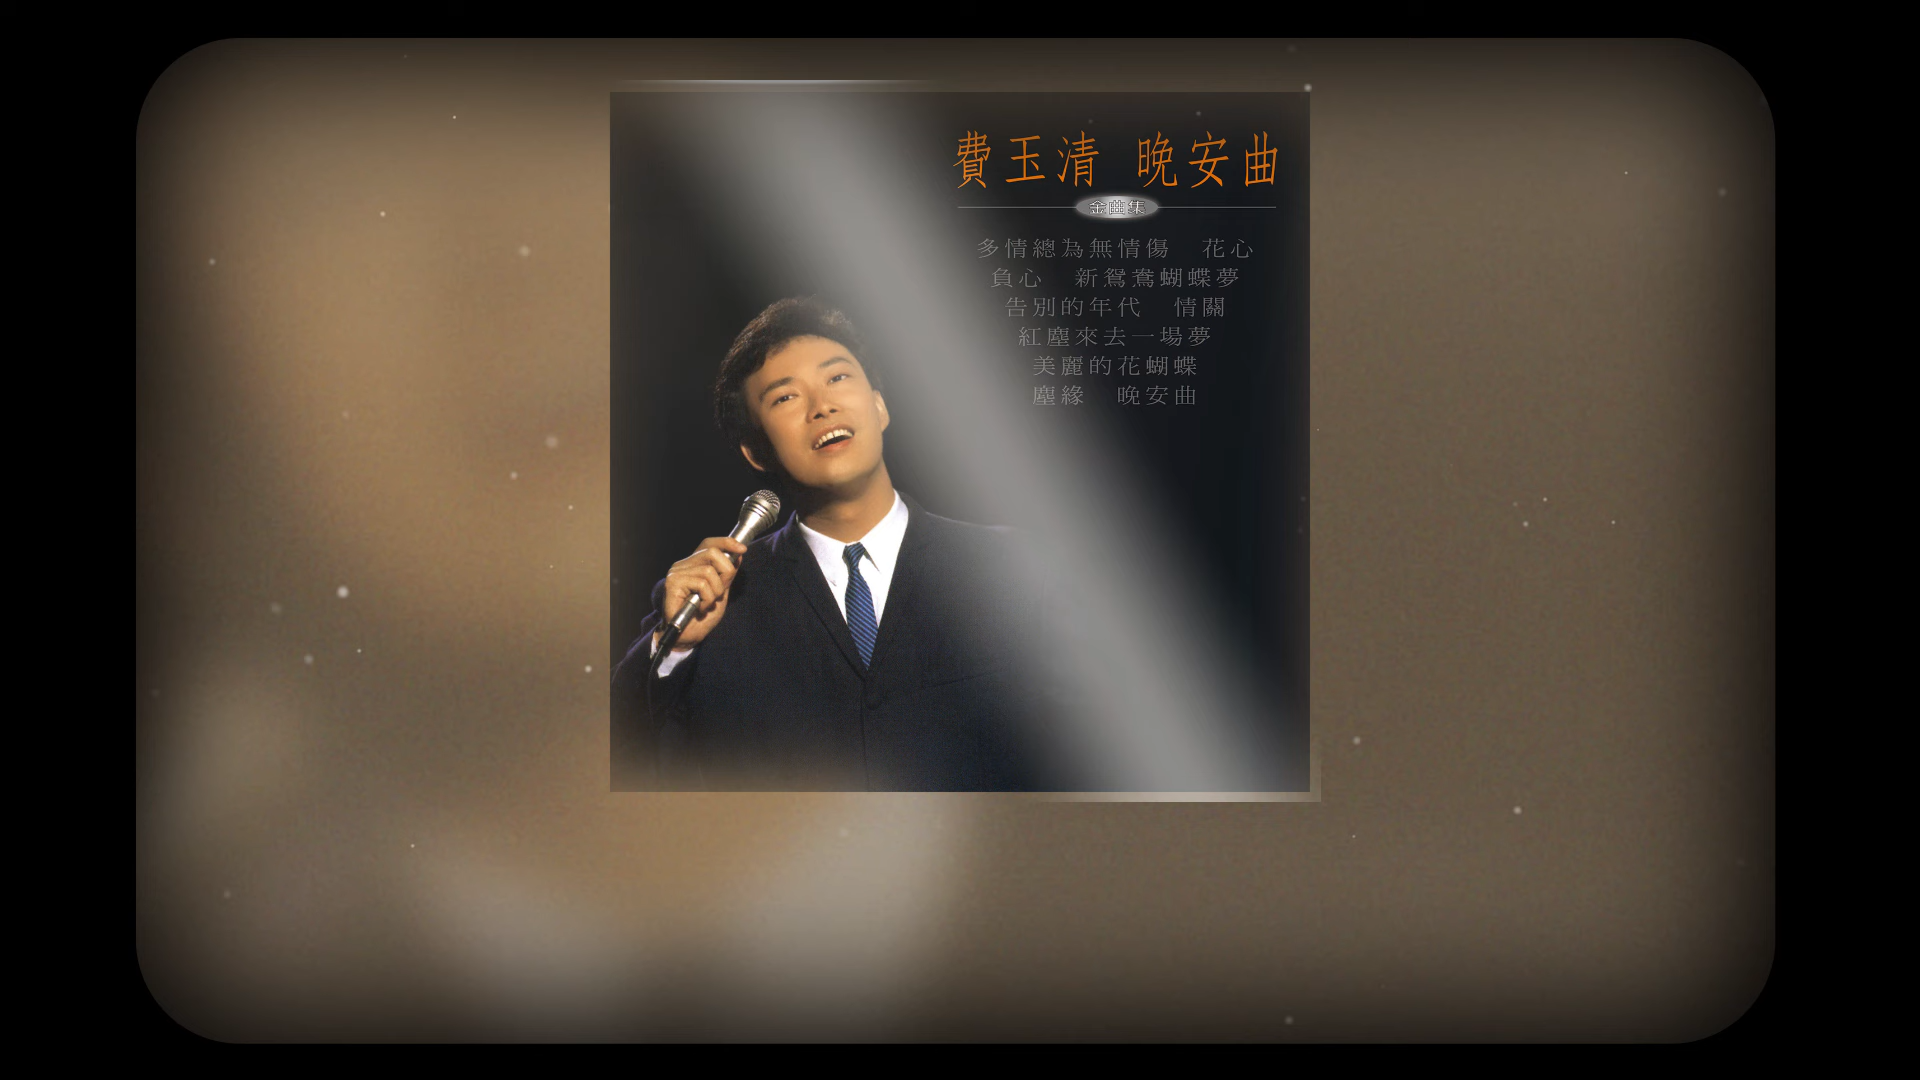 費玉清 晚安曲
金曲集
多情總為無情傷 花心
負心 新鴛鴦蝴蝶夢
告別的年代 情關
紅塵來去一場夢
美麗的花蝴蝶
塵緣 晚安曲